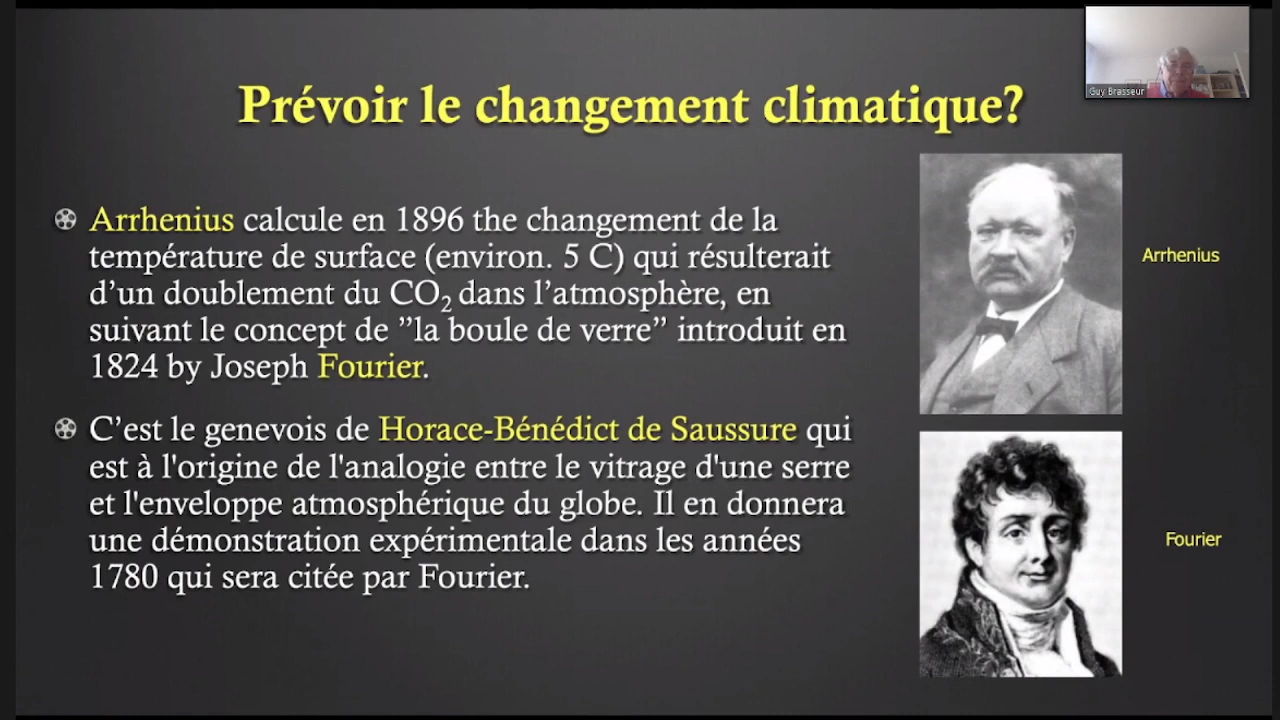 Guy Brasseur
Prévoir le changement climatique?
Arrhenius calcule en 1896 the changement de la
température de surface (environ. 5 C) qui résulterait
d’un doublement du CO₂ dans l’atmosphère, en
suivant le concept de ”la boule de verre” introduit en
1824 by Joseph Fourier.
C’est le genevois de Horace-Bénédict de Saussure qui
est à l'origine de l'analogie entre le vitrage d'une serre
et l'enveloppe atmosphérique du globe. Il en donnera
une démonstration expérimentale dans les années
1780 qui sera citée par Fourier.
Arrhenius
Fourier